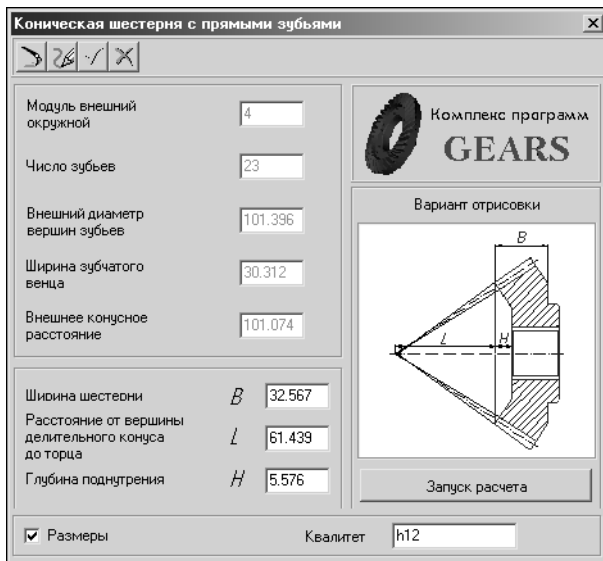 Коническая шестерня с прямыми зубьями
Модуль внешний
окружной
4
Число зубьев
23
Внешний диаметр
вершин зубьев
101.396
Ширина зубчатого
венца
30.312
Внешнее конусное
расстояние
101.074
Ширина шестерни
B
32.567
Расстояние от вершины
делительного конуса
до торца
L
61.439
Глубина поднутрения
H
5.576
Комплекс программ
GEARS
Вариант отрисовки
B
L
H
Запуск расчета
Размеры
Квалитет
h12